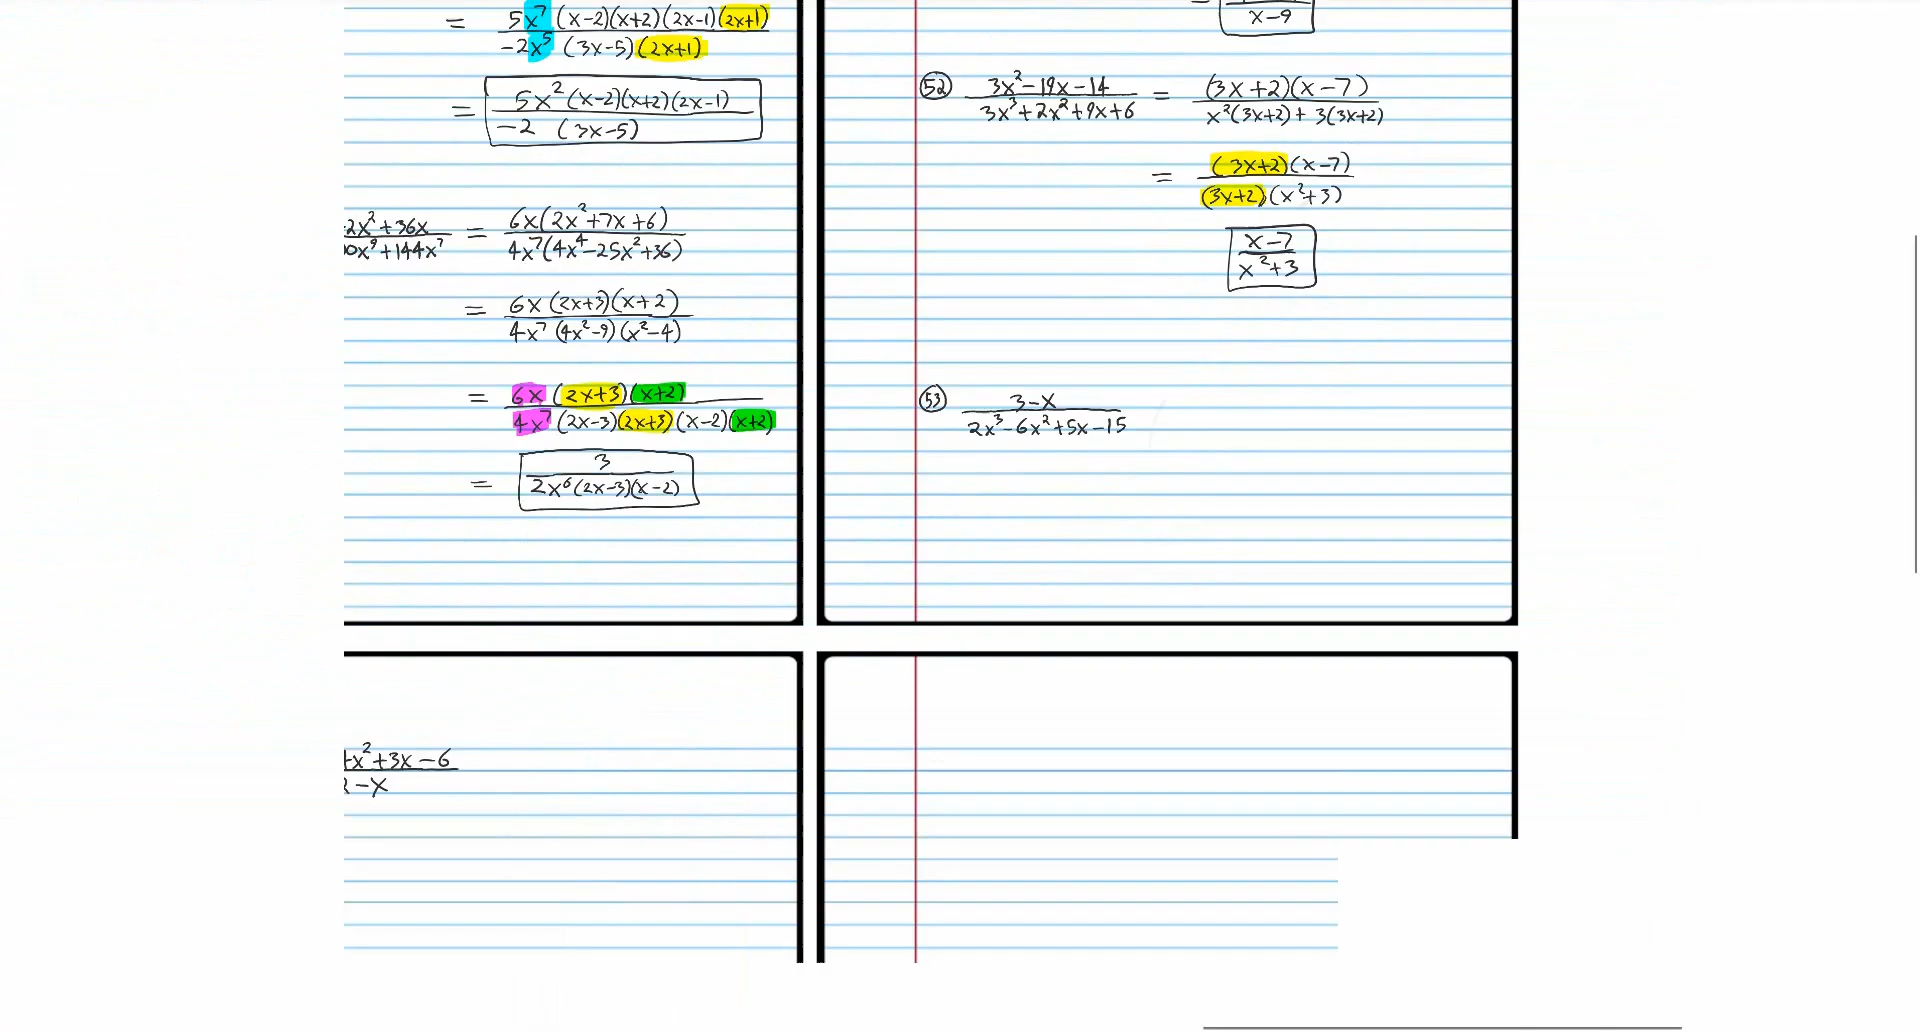 = 5x⁷(x-2)(x+2)(2x-1)(2x+1)
-2x⁵ (3x-5)(2x+1)
= 5x²(x-2)(x+2)(2x-1)
-2 (3x-5)
2x²+36x = 6x(2x²+7x+6)
0x⁹+144x⁷ 4x⁷(4x⁴-25x²+36)
= 6x(2x+3)(x+2)
4x⁷(4x²-9)(x²-4)
= 6x(2x+3)(x+2)
4x⁷(2x-3)(2x+3)(x-2)(x+2)
= 3
2x⁶(2x-3)(x-2)
x-9
52 3x²-19x-14 = (3x+2)(x-7)
3x³+2x²+9x+6 x²(3x+2)+3(3x+2)
= (3x+2)(x-7)
(3x+2)(x²+3)
x-7
x²+3
53 3-x
2x³-6x²+5x-15
x²+3x-6
-x